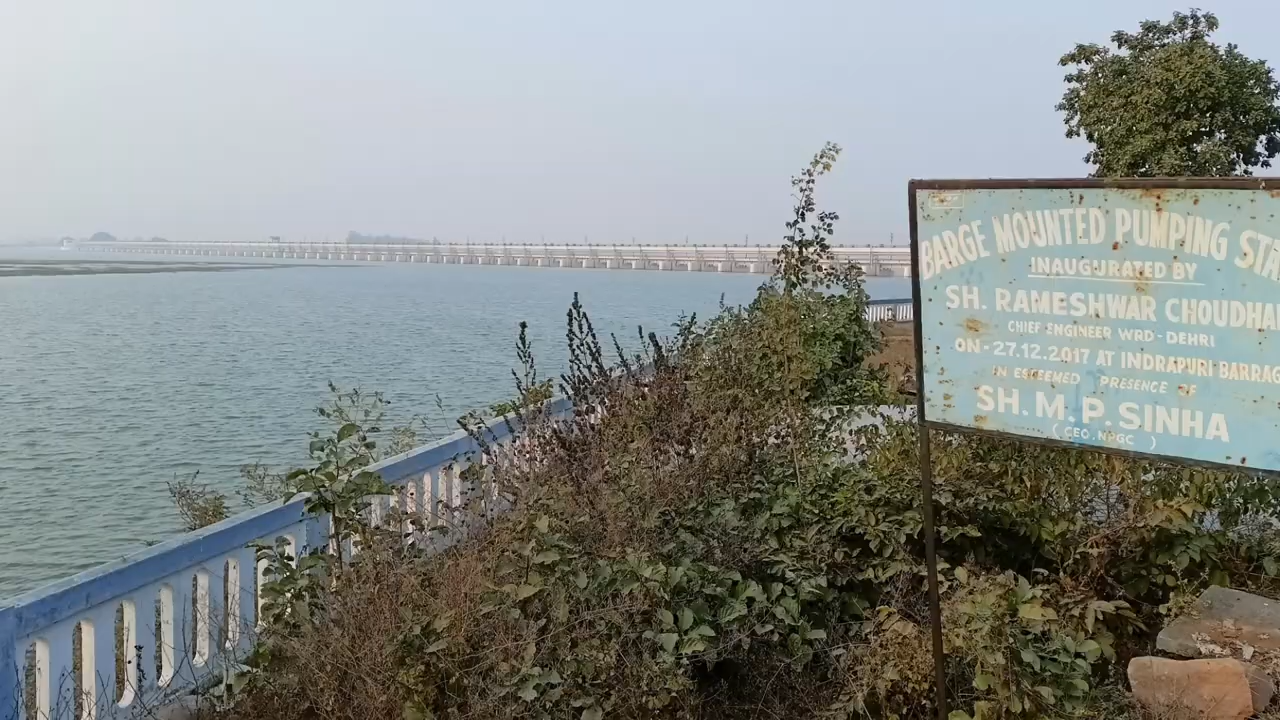 BARGE MOUNTED PUMPING STA
INAUGURATED BY
SH. RAMESHWAR CHOUDHA
CHIEF ENGINEER WRD-DEHRI
ON-27.12.2017 AT INDRAPURI BARRAG
IN ESTEEMED PRESENCE OF
SH. M. P. SINHA
(CEO. NPGC)